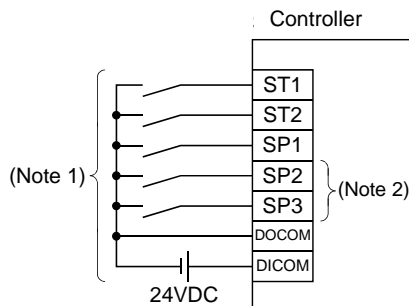 Controller
ST1
ST2
SP1
SP2
SP3
DOCOM
DICOM
(Note 1)
(Note 2)
24VDC